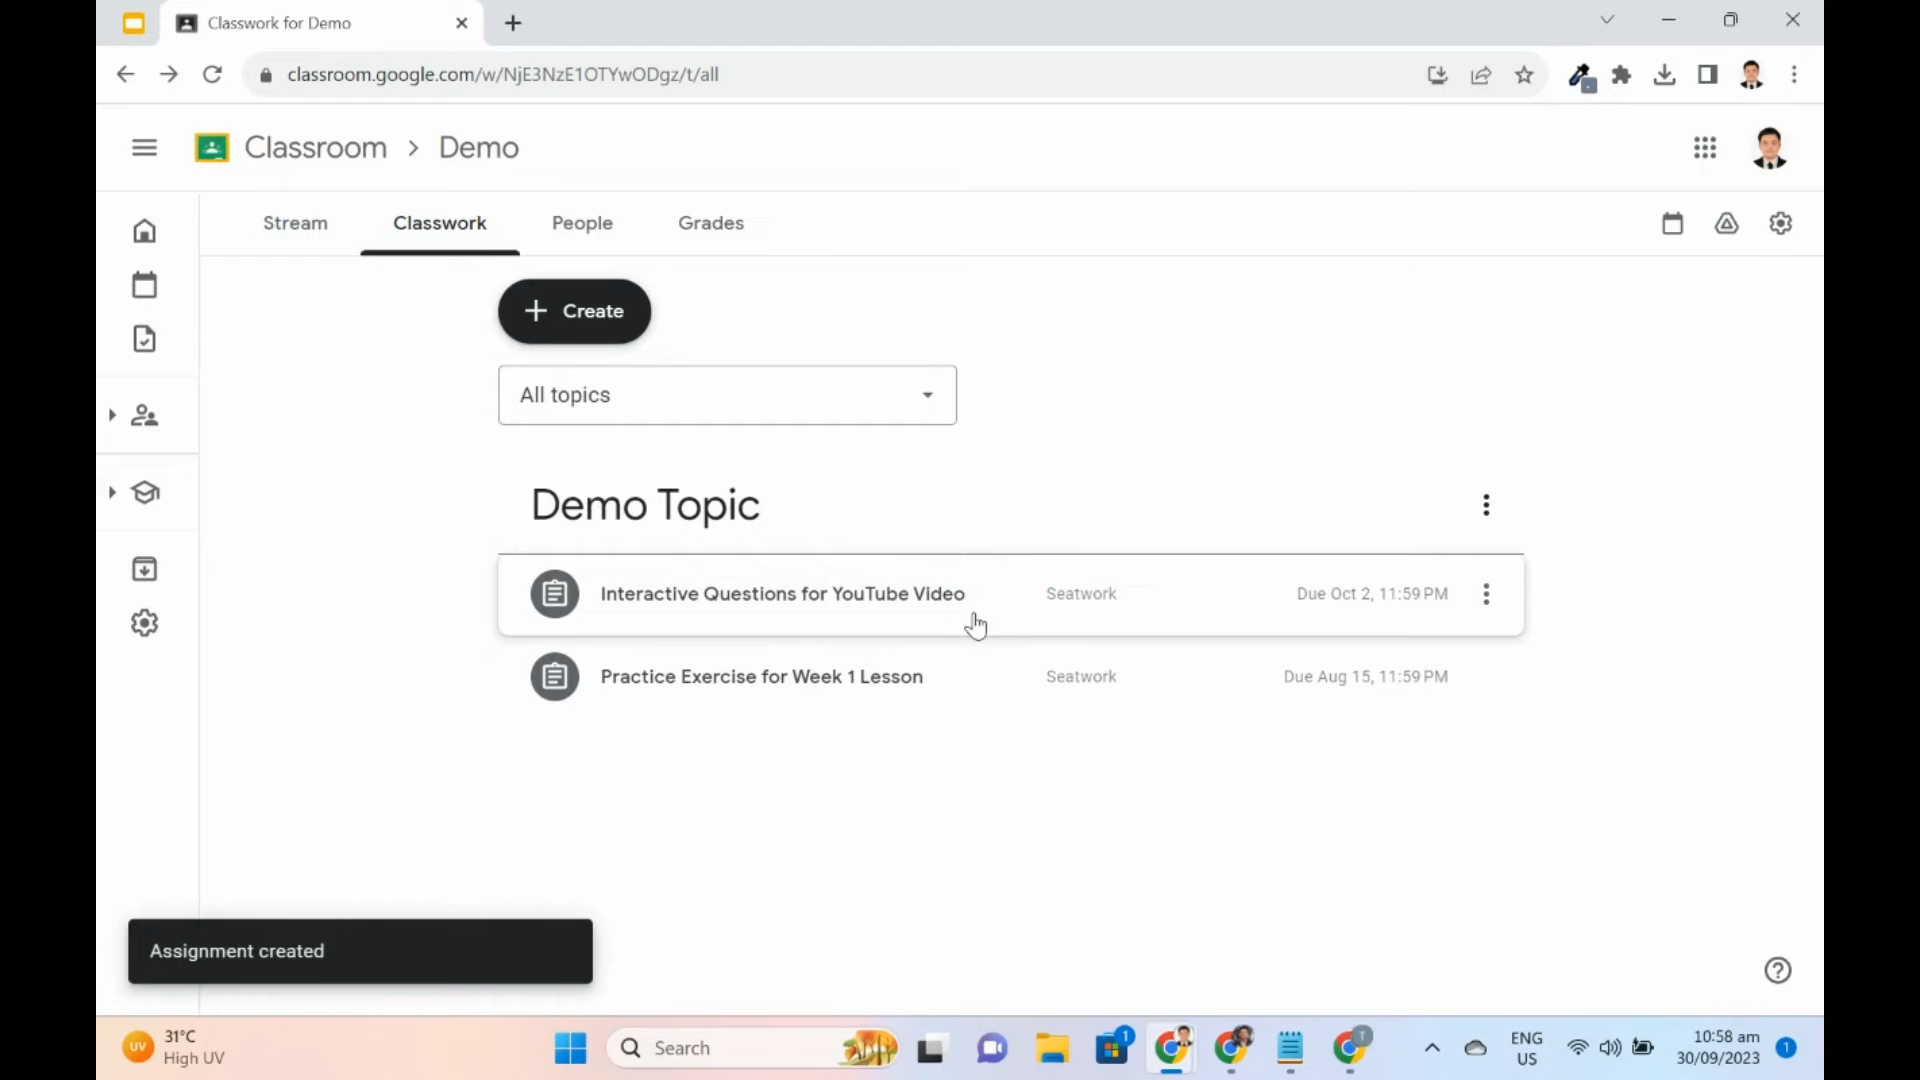 Classwork for Demo
classroom.google.com/w/NjE3NzE1OTYwODgz/t/all
Classroom > Demo
Stream Classwork People Grades
+ Create
All topics
Demo Topic
Interactive Questions for YouTube Video Seatwork Due Oct 2, 11:59 PM
Practice Exercise for Week 1 Lesson Seatwork Due Aug 15, 11:59 PM
Assignment created
UV 31°C
High UV
Search
1
T
ENG
US
10:58 am
30/09/2023
1